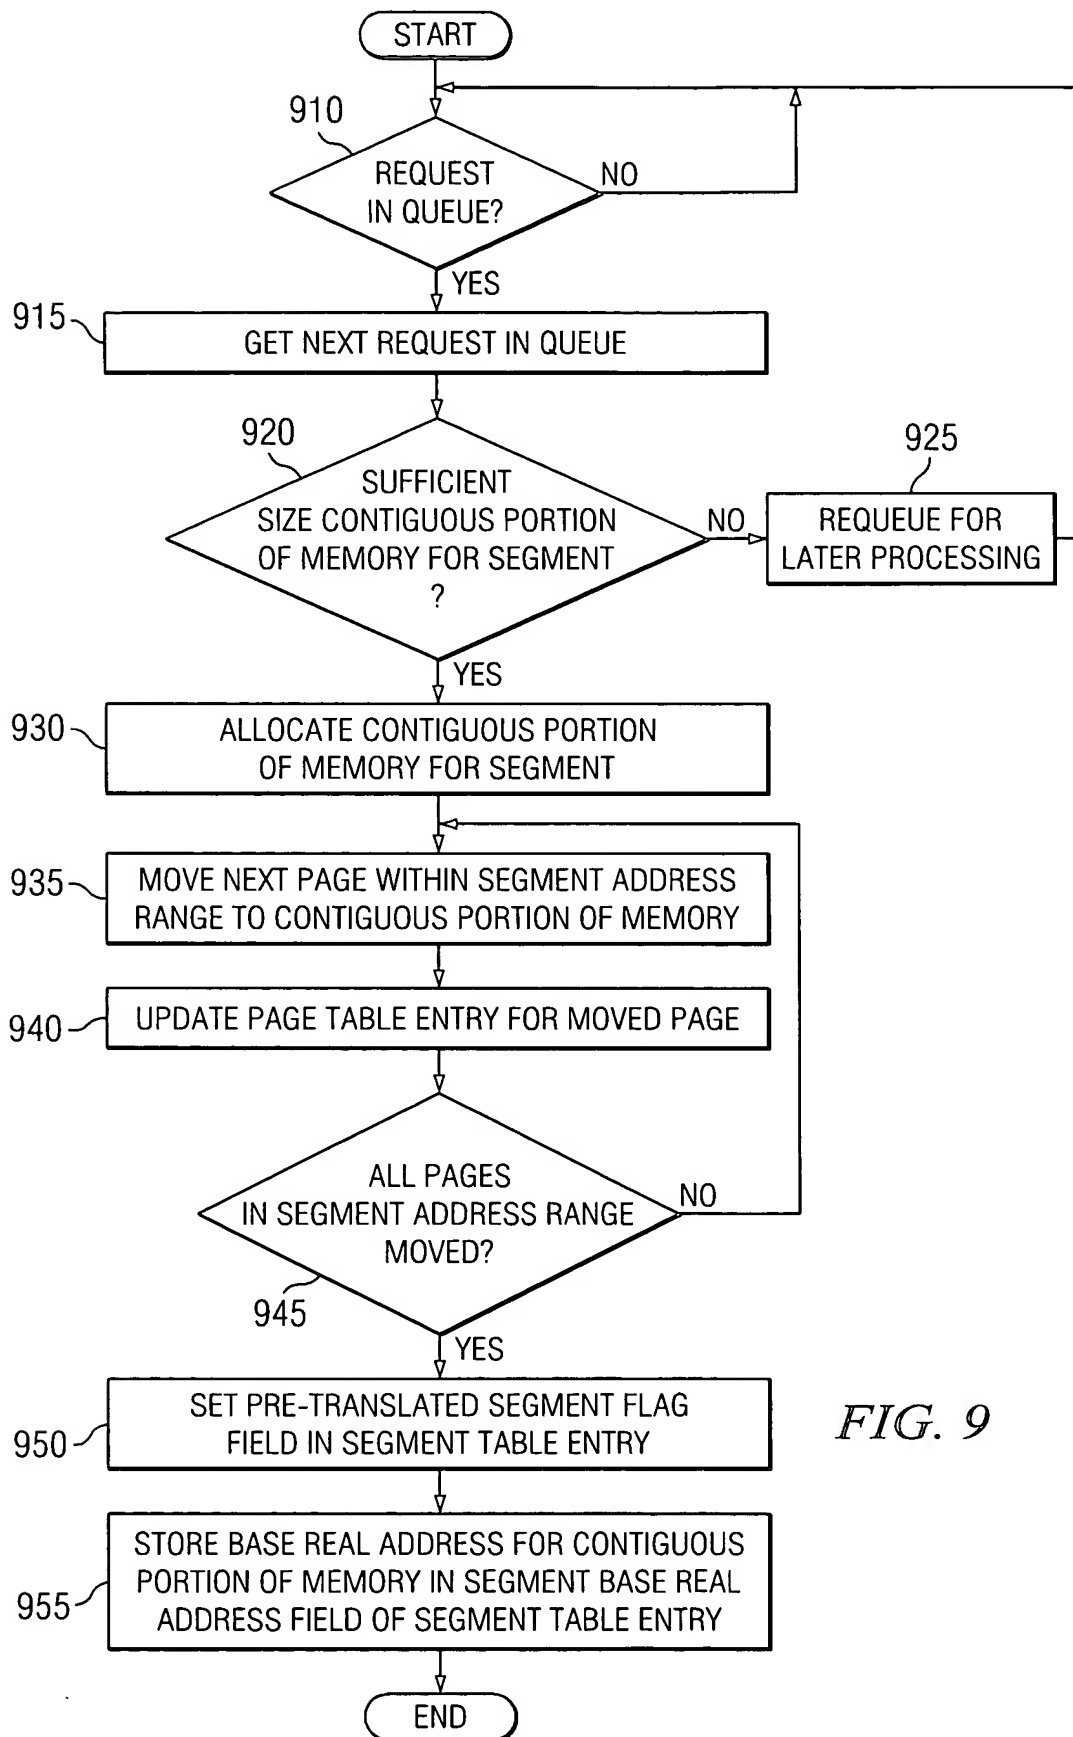 START
910
REQUEST
IN QUEUE?
NO
YES
915
GET NEXT REQUEST IN QUEUE
920
SUFFICIENT
SIZE CONTIGUOUS PORTION
OF MEMORY FOR SEGMENT
?
NO
925
REQUEUE FOR
LATER PROCESSING
YES
930
ALLOCATE CONTIGUOUS PORTION
OF MEMORY FOR SEGMENT
935
MOVE NEXT PAGE WITHIN SEGMENT ADDRESS
RANGE TO CONTIGUOUS PORTION OF MEMORY
940
UPDATE PAGE TABLE ENTRY FOR MOVED PAGE
ALL PAGES
IN SEGMENT ADDRESS RANGE
MOVED?
NO
945
YES
950
SET PRE-TRANSLATED SEGMENT FLAG
FIELD IN SEGMENT TABLE ENTRY
FIG. 9
955
STORE BASE REAL ADDRESS FOR CONTIGUOUS
PORTION OF MEMORY IN SEGMENT BASE REAL
ADDRESS FIELD OF SEGMENT TABLE ENTRY
END